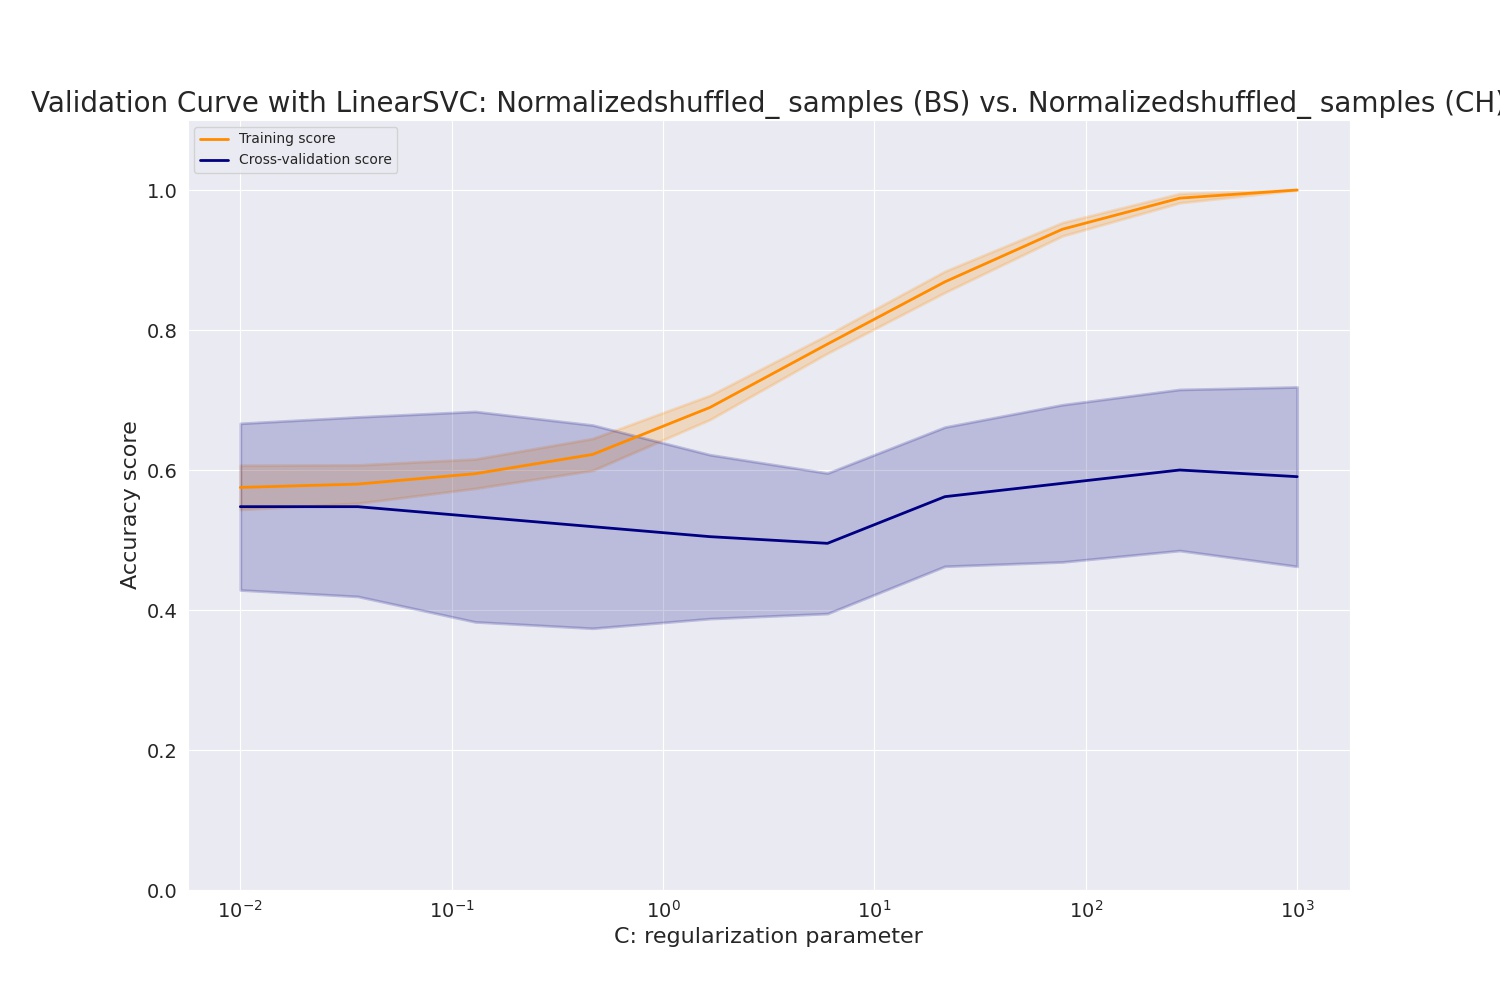 Validation Curve with LinearSVC: Normalizedshuffled_ samples (BS) vs. Normalizedshuffled_ samples (CH)
Training score
Cross-validation score
1.0
0.8
0.6
0.4
0.2
0.0
Accuracy score
10⁻² 10⁻¹ 10⁰ 10¹ 10² 10³
C: regularization parameter